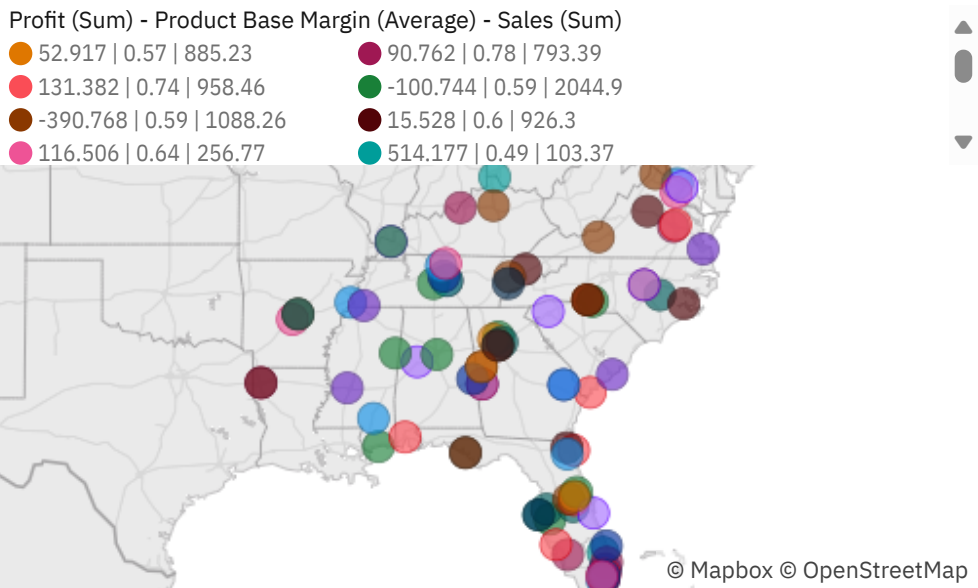 Profit (Sum) - Product Base Margin (Average) - Sales (Sum)
52.917 | 0.57 | 885.23
90.762 | 0.78 | 793.39
131.382 | 0.74 | 958.46
-100.744 | 0.59 | 2044.9
-390.768 | 0.59 | 1088.26
15.528 | 0.6 | 926.3
116.506 | 0.64 | 256.77
514.177 | 0.49 | 103.37
© Mapbox © OpenStreetMap